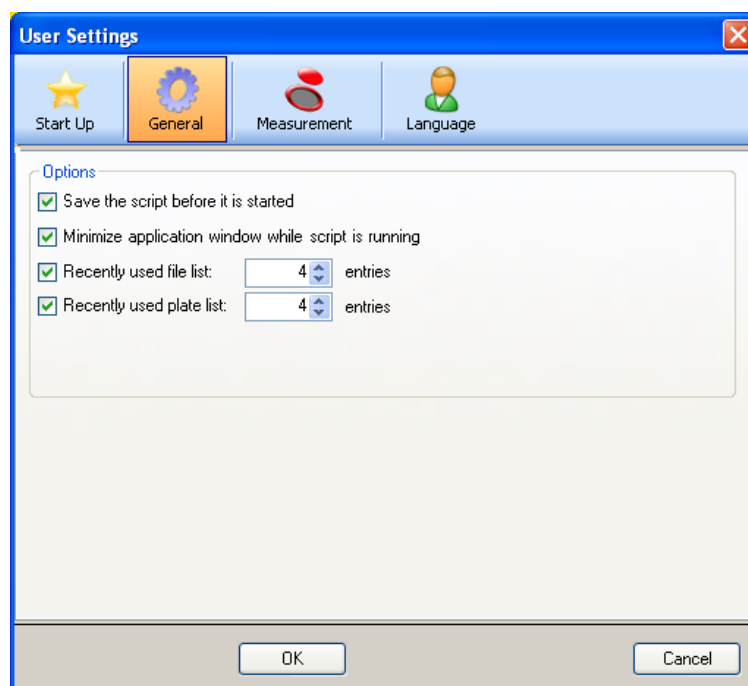 User Settings
Start Up
General
Measurement
Language
Options
Save the script before it is started
Minimize application window while script is running
Recently used file list: 4 entries
Recently used plate list: 4 entries
OK
Cancel